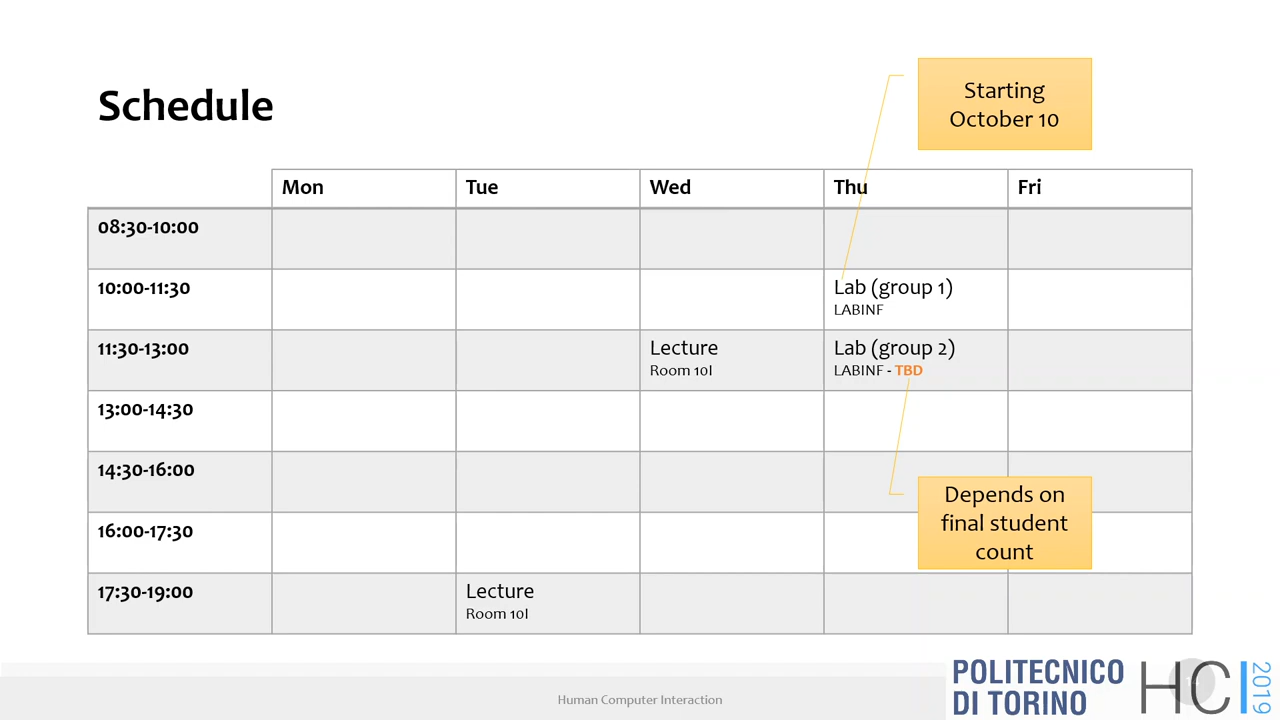 Schedule
Starting
October 10
Mon Tue Wed Thu Fri
08:30-10:00
10:00-11:30 Lab (group 1)
LABINF
11:30-13:00 Lecture Lab (group 2)
Room 10I LABINF - TBD
13:00-14:30
14:30-16:00
Depends on
final student
count
16:00-17:30
17:30-19:00 Lecture
Room 10I
Human Computer Interaction
POLITECNICO
DI TORINO
HCI
2019